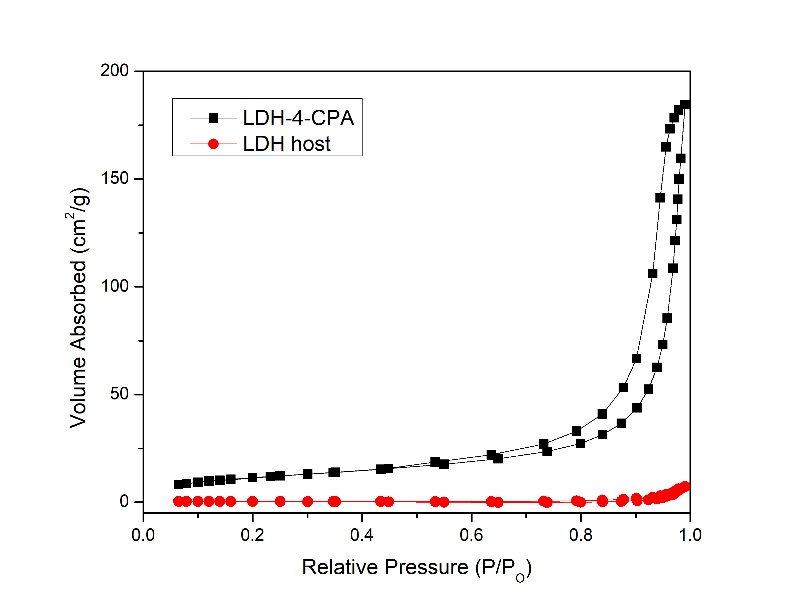 LDH-4-CPA
LDH host
200
150
100
50
0
Volume Absorbed (cm²/g)
0.0 0.2 0.4 0.6 0.8 1.0
Relative Pressure (P/P₀)